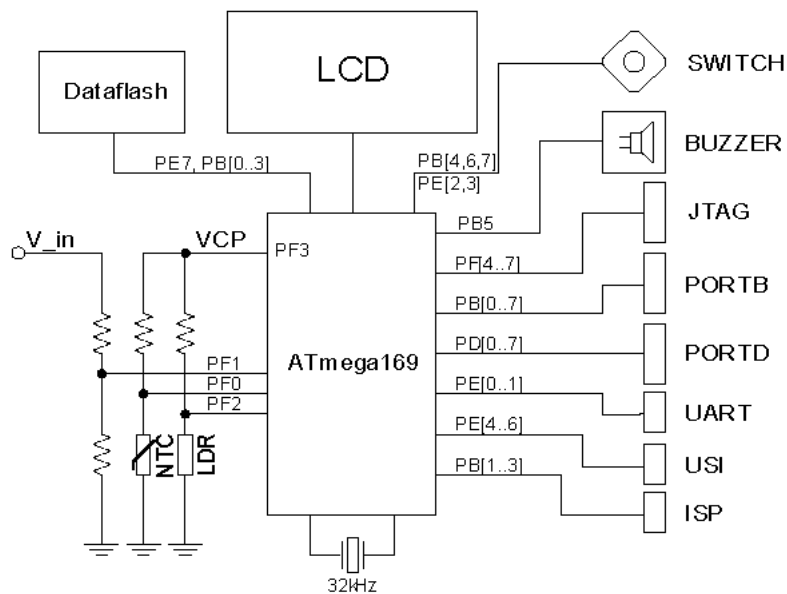 LCD
Dataflash
SWITCH
BUZZER
PE7, PB[0..3]
PB[4,6,7]
PE[2,3]
JTAG
PB5
V_in
VCP
PF3
PF[4..7]
PORTB
PB[0..7]
PORTD
PD[0..7]
ATmega169
PF1
PF0
PF2
PE[0..1]
UART
PE[4..6]
NTC
LDR
USI
PB[1..3]
ISP
32kHz